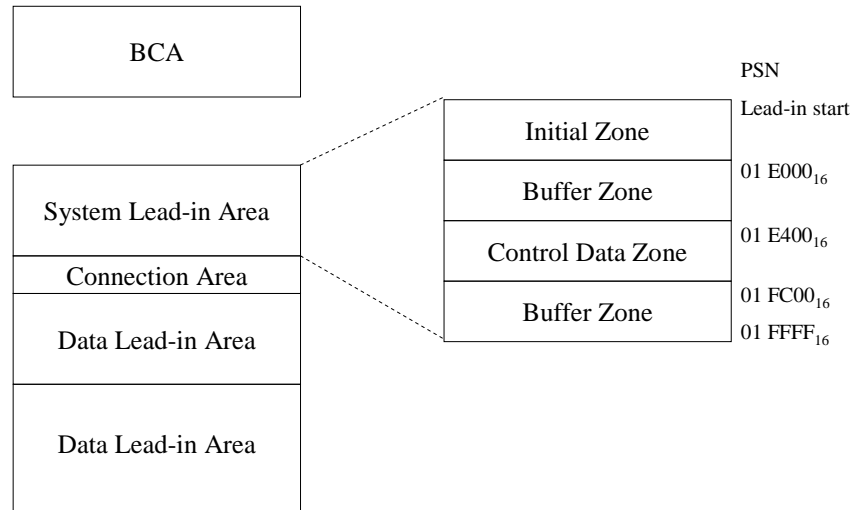 BCA
System Lead-in Area
Connection Area
Data Lead-in Area
Data Lead-in Area
PSN
Lead-in start
Initial Zone
01 E000₁₆
Buffer Zone
01 E400₁₆
Control Data Zone
01 FC00₁₆
Buffer Zone
01 FFFF₁₆